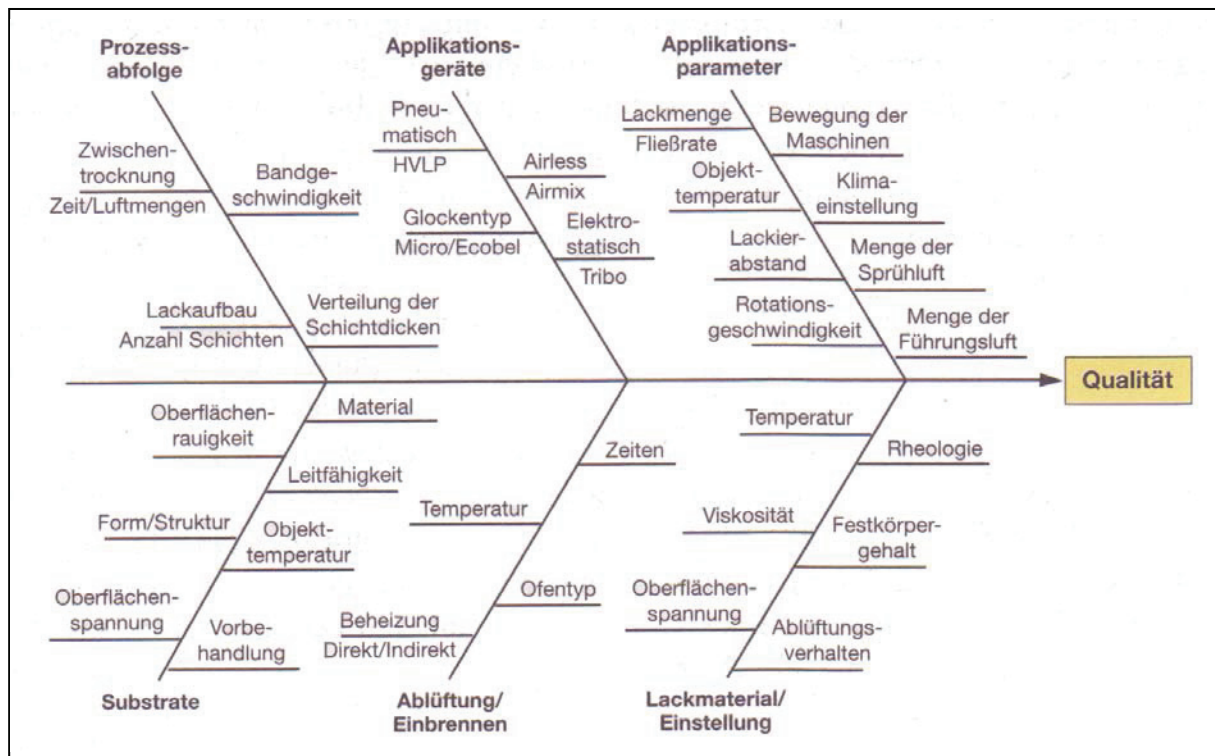 Prozess-
abfolge
Zwischen-
trocknung
Zeit/Luftmengen
Bandge-
schwindigkeit
Lackaufbau
Anzahl Schichten
Verteilung der
Schichtdicken
Applikations-
geräte
Pneu-
matisch
HVLP
Airless
Airmix
Glockentyp
Micro/Ecobel
Elektro-
statisch
Tribo
Applikations-
parameter
Lackmenge
Fließrate
Bewegung der
Maschinen
Objekt-
temperatur
Klima-
einstellung
Lackier-
abstand
Menge der
Sprühluft
Rotations-
geschwindigkeit
Menge der
Führungsluft
Qualität
Oberflächen-
rauigkeit
Material
Leitfähigkeit
Form/Struktur
Objekt-
temperatur
Oberflächen-
spannung
Vorbe-
handlung
Substrate
Zeiten
Temperatur
Ofentyp
Beheizung
Direkt/Indirekt
Ablüftung/
Einbrennen
Temperatur
Rheologie
Viskosität
Festkörper-
gehalt
Oberflächen-
spannung
Ablüftungs-
verhalten
Lackmaterial/
Einstellung